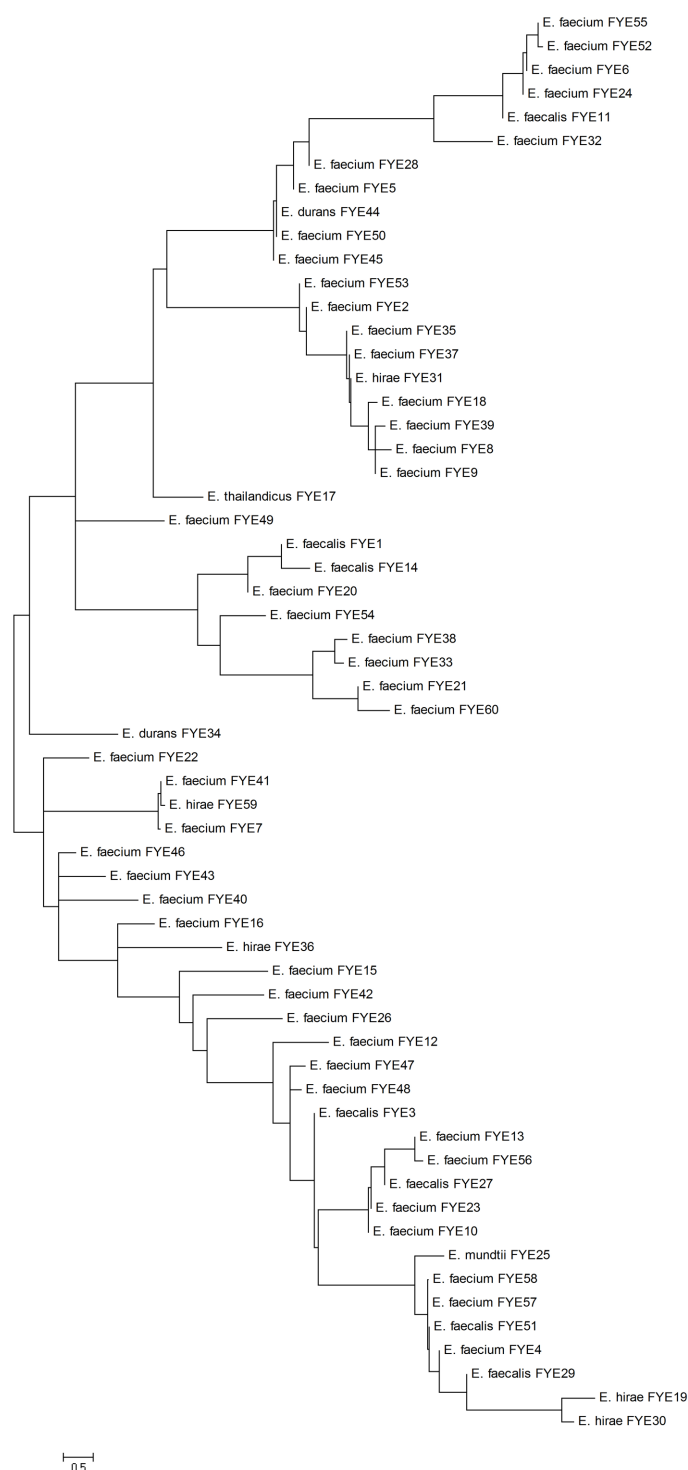 E. faecium FYE55
E. faecium FYE52
E. faecium FYE6
E. faecium FYE24
E. faecalis FYE11
E. faecium FYE32
E. faecium FYE28
E. faecium FYE5
E. durans FYE44
E. faecium FYE50
E. faecium FYE45
E. faecium FYE53
E. faecium FYE2
E. faecium FYE35
E. faecium FYE37
E. hirae FYE31
E. faecium FYE18
E. faecium FYE39
E. faecium FYE8
E. faecium FYE9
E. thailandicus FYE17
E. faecium FYE49
E. faecalis FYE1
E. faecalis FYE14
E. faecium FYE20
E. faecium FYE54
E. faecium FYE38
E. faecium FYE33
E. faecium FYE21
E. faecium FYE60
E. durans FYE34
E. faecium FYE22
E. faecium FYE41
E. hirae FYE59
E. faecium FYE7
E. faecium FYE46
E. faecium FYE43
E. faecium FYE40
E. faecium FYE16
E. hirae FYE36
E. faecium FYE15
E. faecium FYE42
E. faecium FYE26
E. faecium FYE12
E. faecium FYE47
E. faecium FYE48
E. faecalis FYE3
E. faecium FYE13
E. faecium FYE56
E. faecalis FYE27
E. faecium FYE23
E. faecium FYE10
E. mundtii FYE25
E. faecium FYE58
E. faecium FYE57
E. faecalis FYE51
E. faecium FYE4
E. faecalis FYE29
E. hirae FYE19
E. hirae FYE30
0.5